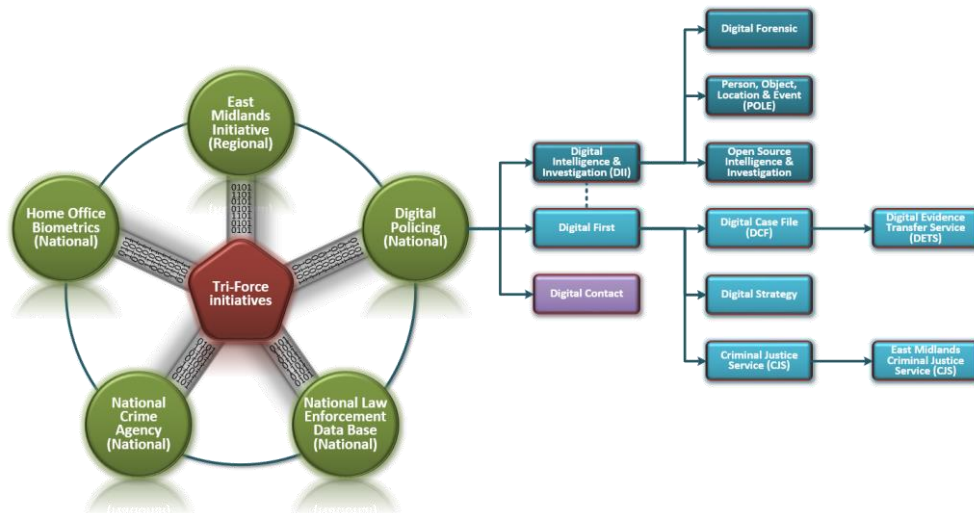 East
Midlands
Initiative
(Regional)
Home Office
Biometrics
(National)
Digital
Policing
(National)
Tri-Force
initiatives
National
Crime
Agency
(National)
National Law
Enforcement
Data Base
(National)
Digital
Intelligence &
Investigation (DII)
Digital First
Digital Contact
Digital Forensic
Person, Object,
Location & Event
(POLE)
Open Source
Intelligence &
Investigation
Digital Case File
(DCF)
Digital Evidence
Transfer Service
(DETS)
Digital Strategy
Criminal Justice
Service (CJS)
East Midlands
Criminal Justice
Service (CJS)